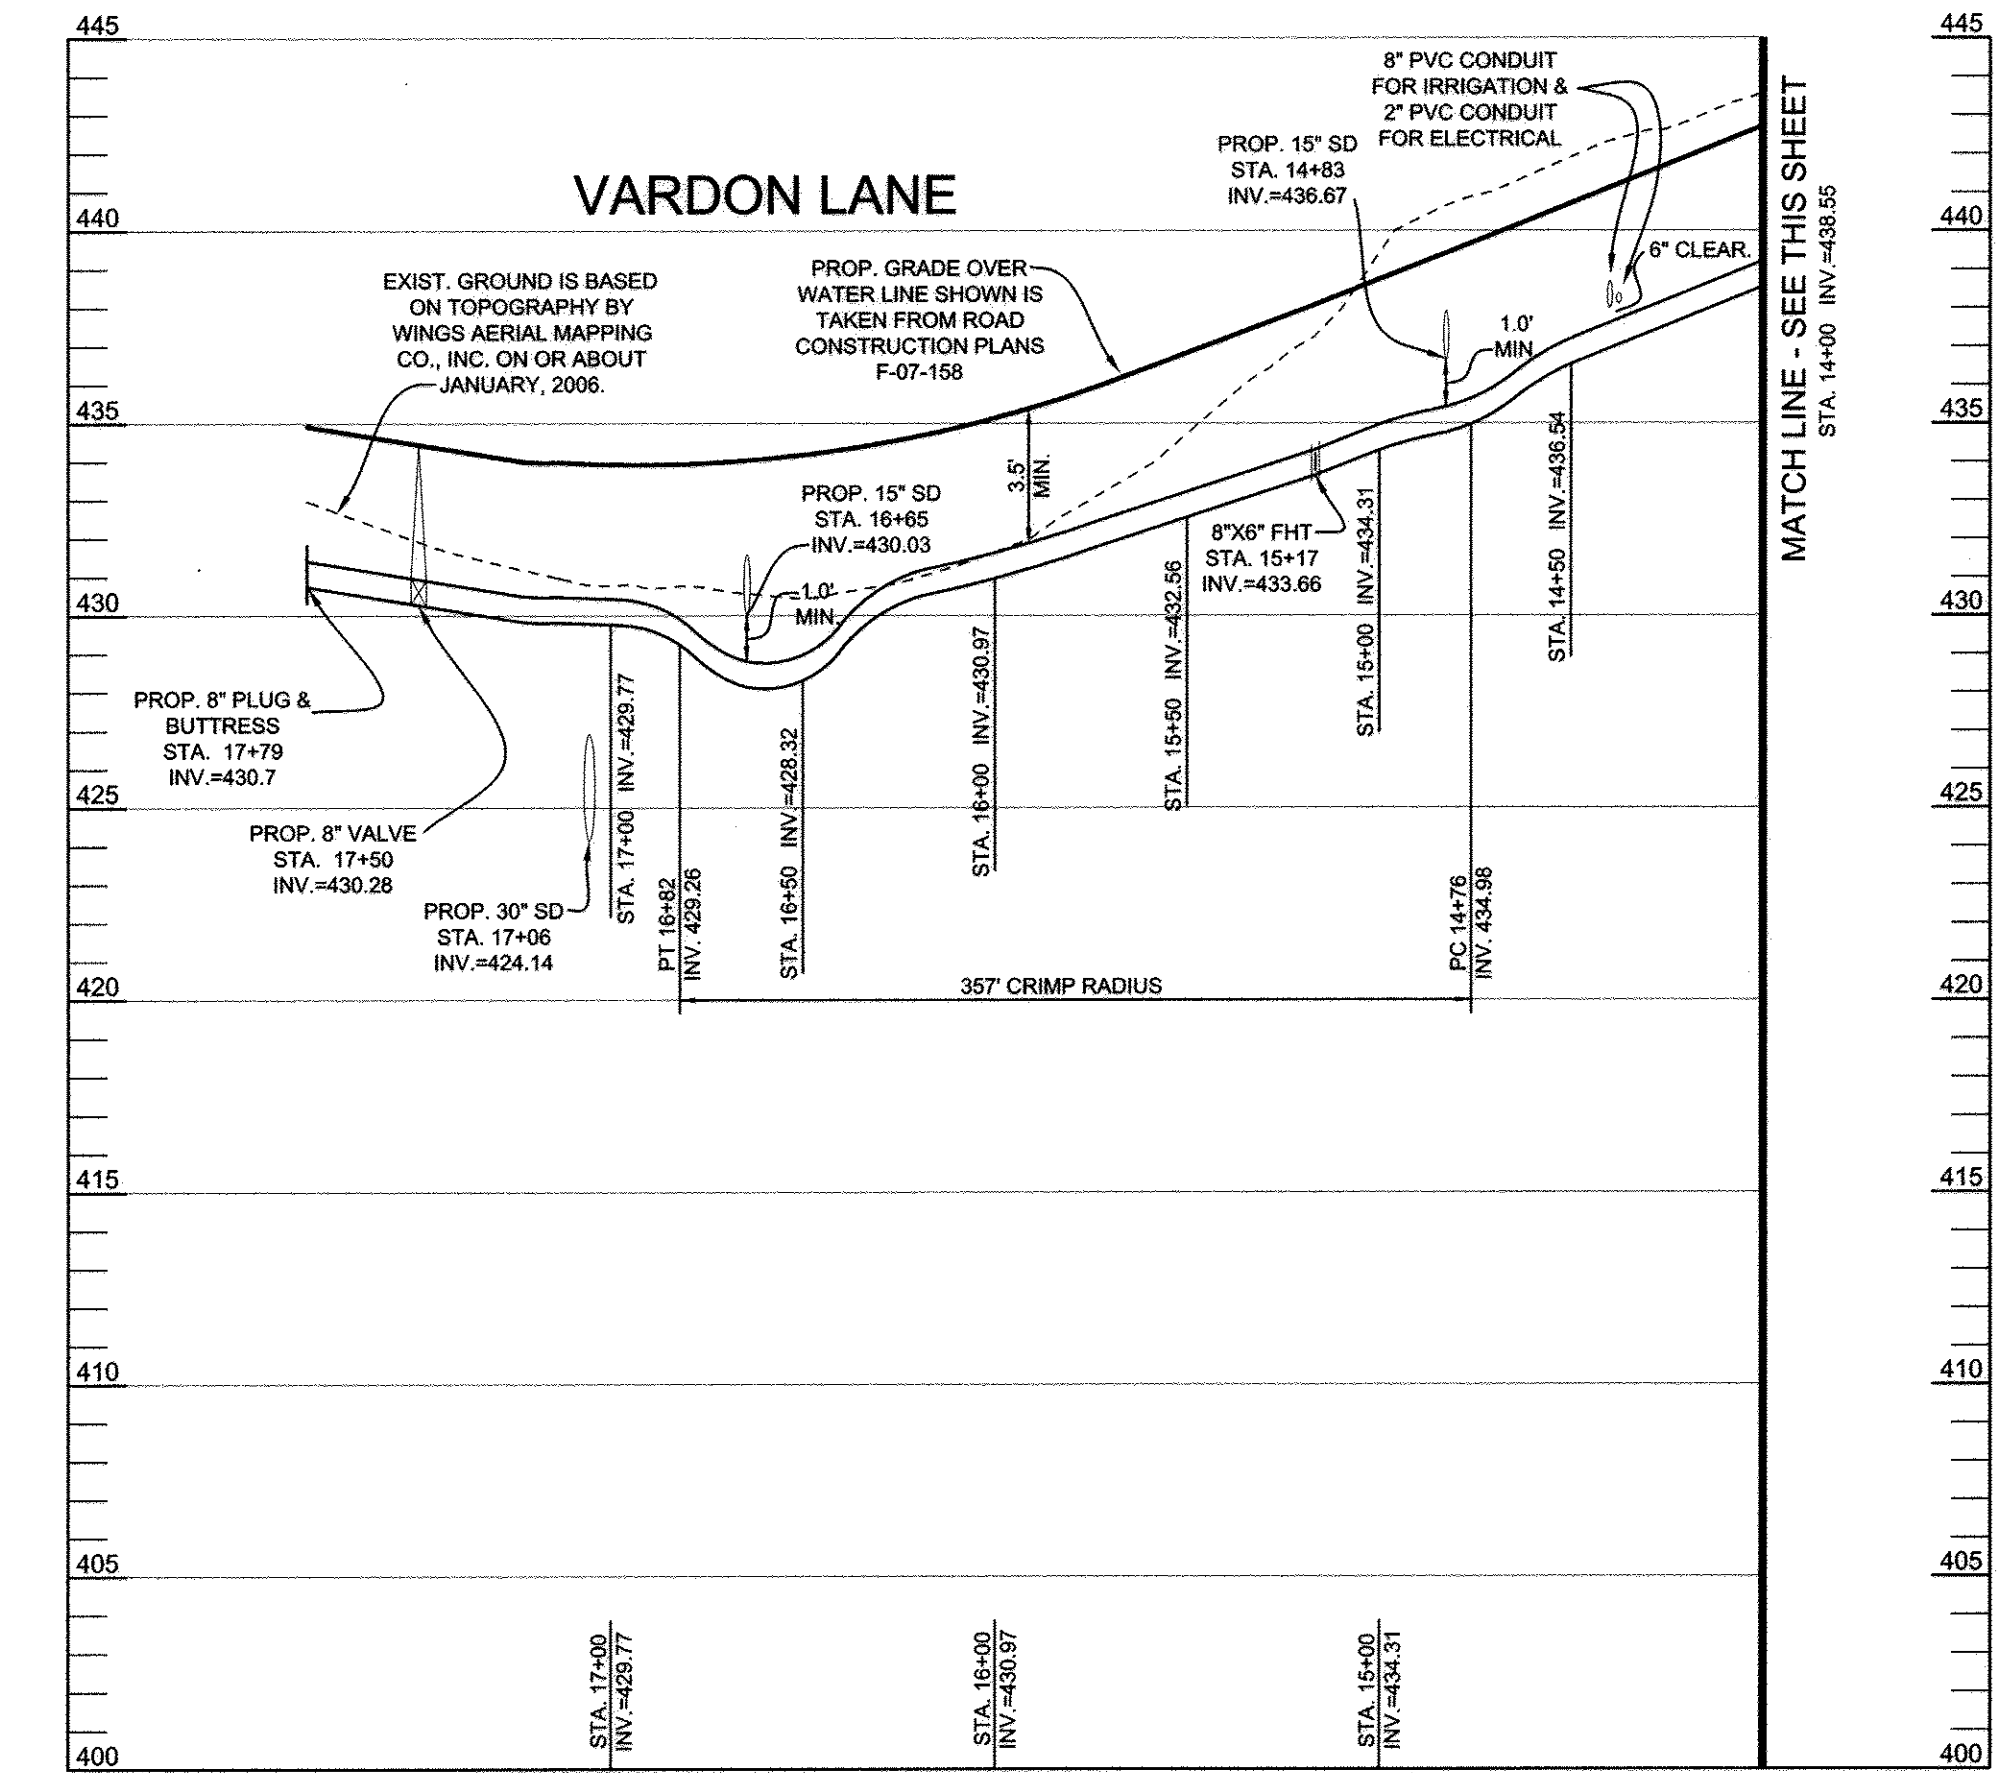 445
445
8" PVC CONDUIT
FOR IRRIGATION &
2" PVC CONDUIT
FOR ELECTRICAL
PROP. 15" SD
STA. 14+83
INV.=436.67
VARDON LANE
440
440
6" CLEAR.
MATCH LINE - SEE THIS SHEET
STA. 14+00 INV.=438.55
EXIST. GROUND IS BASED
ON TOPOGRAPHY BY
WINGS AERIAL MAPPING
CO., INC. ON OR ABOUT
JANUARY, 2006.
PROP. GRADE OVER
WATER LINE SHOWN IS
TAKEN FROM ROAD
CONSTRUCTION PLANS
F-07-158
1.0'
MIN
435
435
3.5'
MIN.
PROP. 15" SD
STA. 16+65
INV.=430.03
1.0'
MIN.
8"X6" FHT
STA. 15+17
INV.=433.66
430
430
STA. 17+00 INV.=429.77
PT 16+82
INV. 429.26
STA. 16+50 INV.=428.32
STA. 16+00 INV.=430.97
STA. 15+50 INV.=432.56
STA. 15+00 INV.=434.31
PC 14+76
INV. 434.98
STA. 14+50 INV.=436.54
PROP. 8" PLUG &
BUTTRESS
STA. 17+79
INV.=430.7
425
425
PROP. 8" VALVE
STA. 17+50
INV.=430.28
PROP. 30" SD
STA. 17+06
INV.=424.14
420
420
357' CRIMP RADIUS
415
415
410
410
405
405
STA. 17+00
INV.=429.77
STA. 16+00
INV.=430.97
STA. 15+00
INV.=434.31
400
400